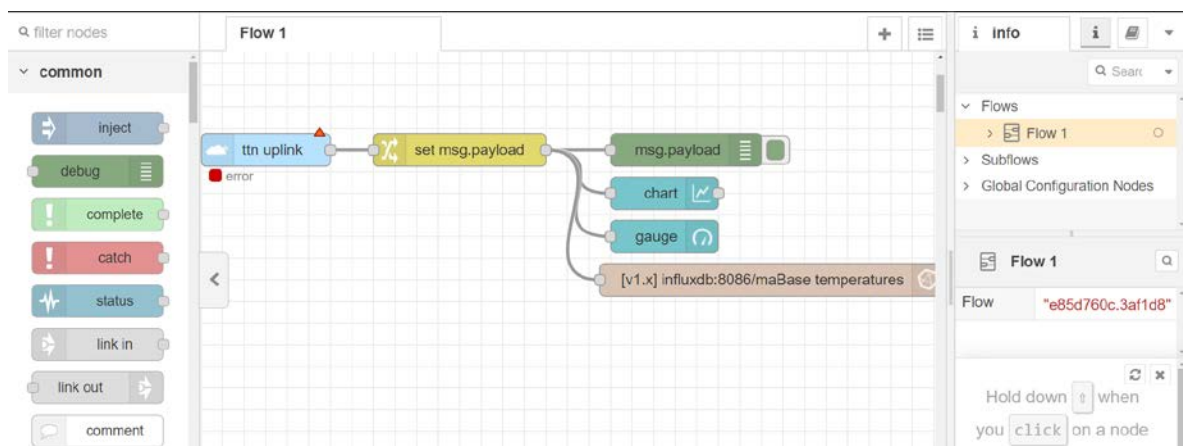 filter nodes
common
inject
debug
complete
catch
status
link in
link out
comment
Flow 1
ttn uplink
error
set msg.payload
msg.payload
chart
gauge
[v1.x] influxdb:8086/maBase temperatures
i info
i
Searc
Flows
Flow 1
Subflows
Global Configuration Nodes
Flow 1
Flow "e85d760c.3af1d8"
Hold down ⇧ when
you click on a node